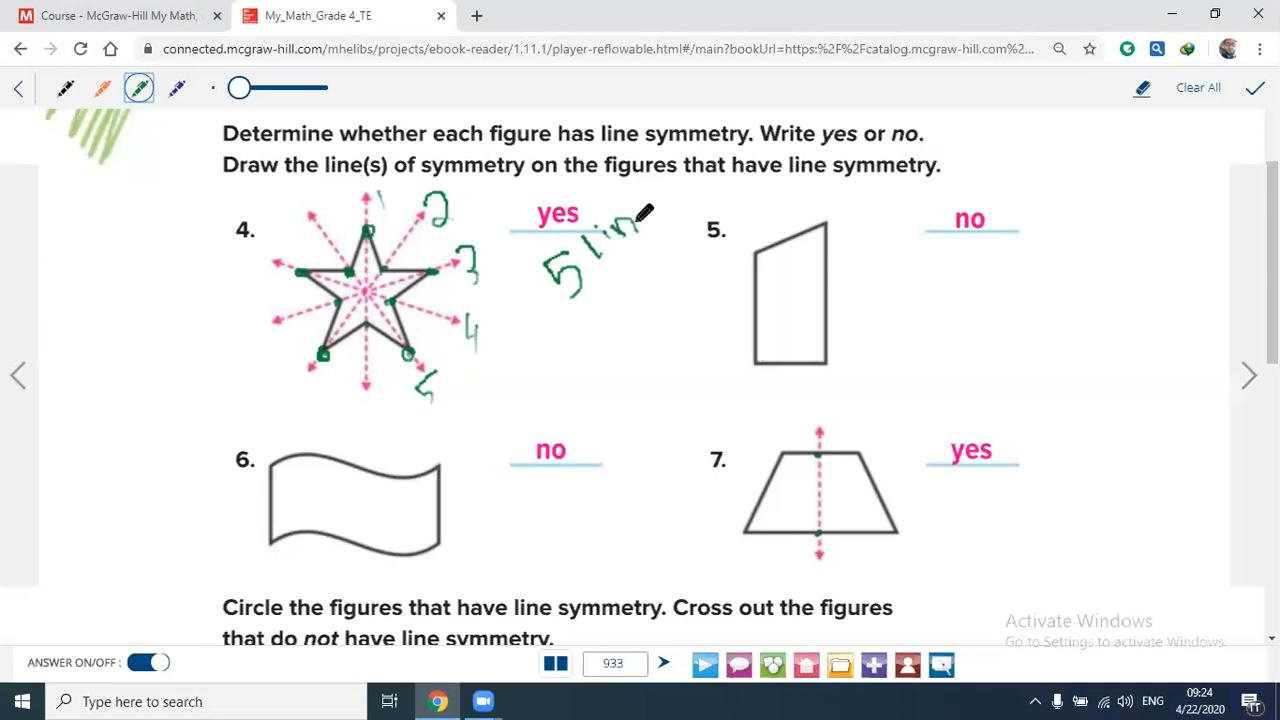 Course - McGraw-Hill My Math,
My_Math_Grade 4_TE
connected.mcgraw-hill.com/mhelibs/projects/ebook-reader/1.11.1/player-reflowable.html#/main?bookUrl=https:%2F%2Fcatalog.mcgraw-hill.com%2...
Clear All
Determine whether each figure has line symmetry. Write yes or no.
Draw the line(s) of symmetry on the figures that have line symmetry.
4.
1
2
3
4
5
yes
5 lin
5.
no
6.
no
7.
yes
Circle the figures that have line symmetry. Cross out the figures
that do not have line symmetry.
Activate Windows
Go to Settings to activate Windows.
ANSWER ON/OFF :
933
Type here to search
ENG
09:24
4/22/2020